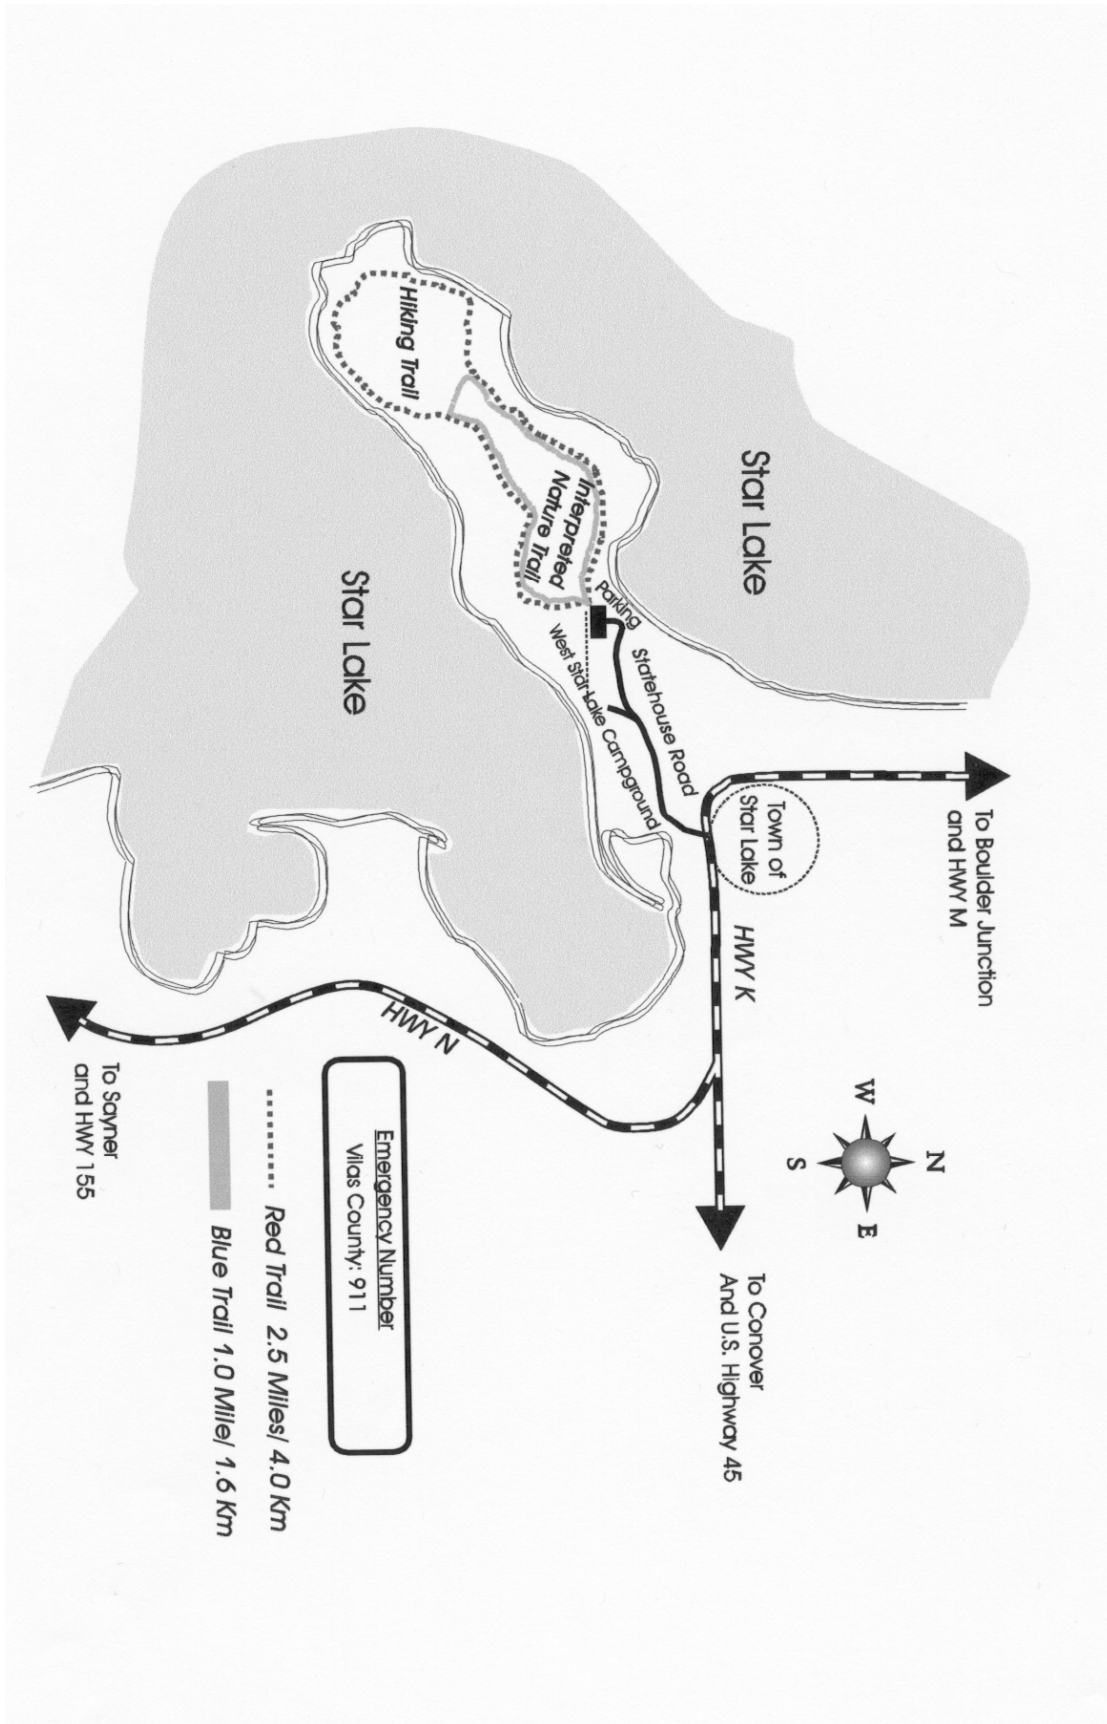 To Boulder Junction
and HWY M
N
W
E
S
Town of
Star Lake
Star Lake
HWY K
To Conover
And U.S. Highway 45
Statehouse Road
Parking
West Star Lake Campground
Interpreted
Nature Trail
Hiking Trail
Star Lake
HWY N
Emergency Number
Vilas County: 911
Red Trail 2.5 Miles/ 4.0 Km
Blue Trail 1.0 Mile/ 1.6 Km
To Sayner
and HWY 155